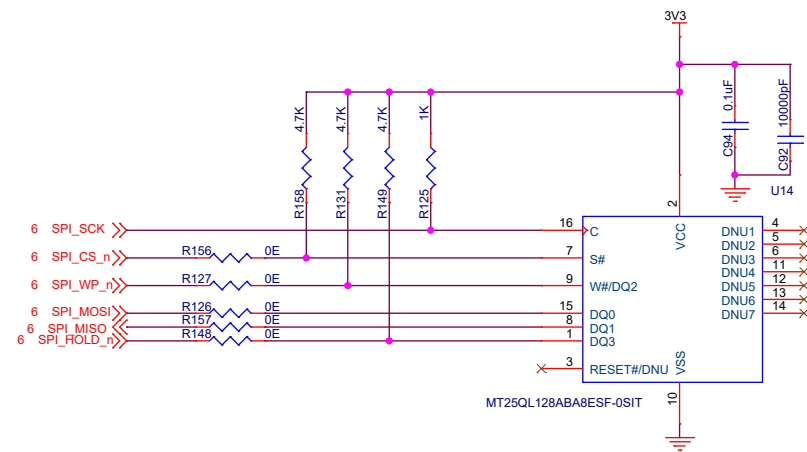 3V3
4.7K
4.7K
4.7K
1K
0.1uF
10000pF
R158
R131
R149
R125
C94
C92
U14
2
VCC
6 SPI_SCK
16
C
DNU1
4
6 SPI_CS_n
R156
0E
7
S#
DNU2
5
DNU3
6
6 SPI_WP_n
R127
0E
9
W#/DQ2
DNU4
11
DNU5
12
6 SPI_MOSI
R126
0E
15
DQ0
DNU6
13
6 SPI_MISO
R157
0E
8
DQ1
DNU7
14
6 SPI_HOLD_n
R148
0E
1
DQ3
3
RESET#/DNU
VSS
10
MT25QL128ABA8ESF-0SIT